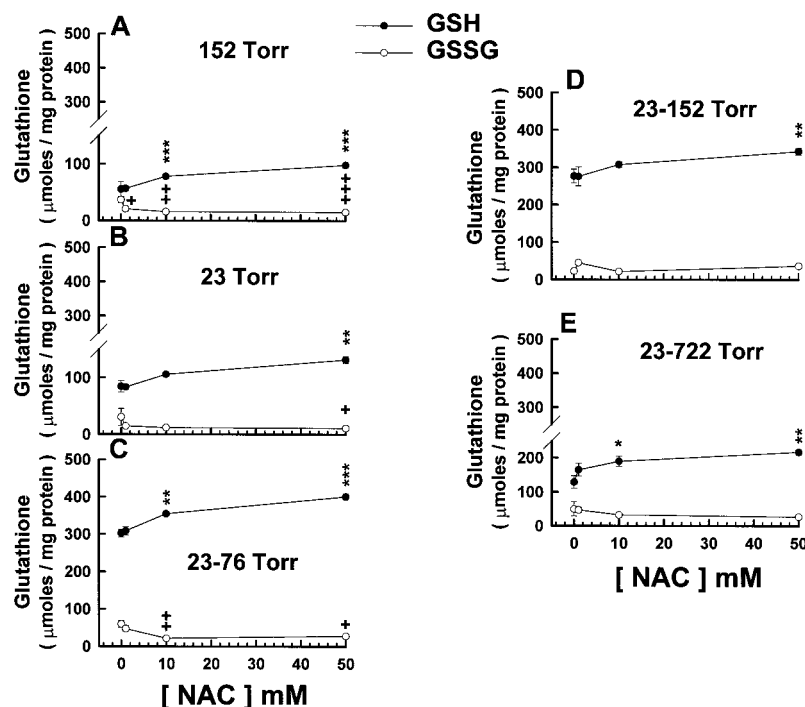 GSH
GSSG
A
152 Torr
Glutathione
( μmoles / mg protein )
500
400
300
100
0
***
***
+
++
+++
B
23 Torr
Glutathione
( μmoles / mg protein )
500
400
300
100
0
**
+
C
23-76 Torr
Glutathione
( μmoles / mg protein )
500
400
300
200
100
0
**
***
++
+
0 10 20 30 40 50
[ NAC ] mM
D
23-152 Torr
Glutathione
( μmoles / mg protein )
500
400
300
200
100
0
**
E
23-722 Torr
Glutathione
( μmoles / mg protein )
500
400
300
200
100
0
*
**
0 10 20 30 40 50
[ NAC ] mM